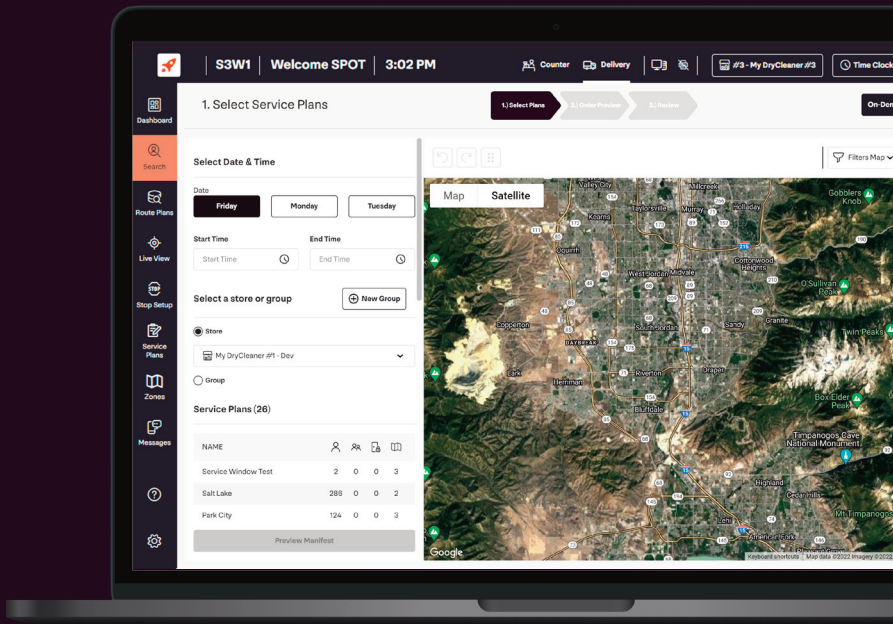 S3W1 Welcome SPOT 3:02 PM Counter Delivery #3 - My DryCleaner #3 Time Clock
Dashboard
Search
Route Plans
Live View
Stop Setup
Service
Plans
Zones
Messages
1. Select Service Plans
1.) Select Plans 2.) Order Preview 3.) Review
On-Dem
Select Date & Time
Date
Friday Monday Tuesday
Start Time End Time
Start Time End Time
Select a store or group New Group
Store
My DryCleaner #1 - Dev
Group
Service Plans (26)
NAME
Service Window Test 2 0 0 3
Salt Lake 286 0 0 2
Park City 124 0 0 3
Preview Manifest
Filters Map
Map Satellite
Valley City
Millcreek
Gobblers
Knob
Taylorsville Murray Holladay
Kearns
Oquirrh
West Jordan Midvale
Cottonwood
Heights
O'Sullivan
Peak
Copperton
South Jordan
Sandy
Granite
Twin Peaks
DAYBREAK
Lark
Herriman
Riverton
Draper
Bluffdale
Box Elder
Peak
Timpanogos Cave
National Monument
Highland
Cedar Hills
Lehi
Mt Timpanogos
American Fork
Pleasant Grove
Google
Keyboard shortcuts Map data ©2022 Imagery ©2022